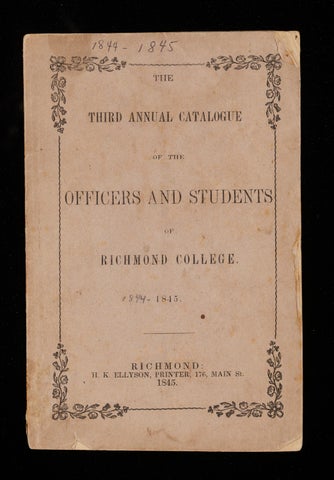 1844-1845
THE
THIRD ANNUAL CATALOGUE
OF THE
OFFICERS AND STUDENTS
OF
RICHMOND COLLEGE.
1844-1845.
RICHMOND:
H. K. ELLYSON, PRINTER, 176, MAIN St.
1845.